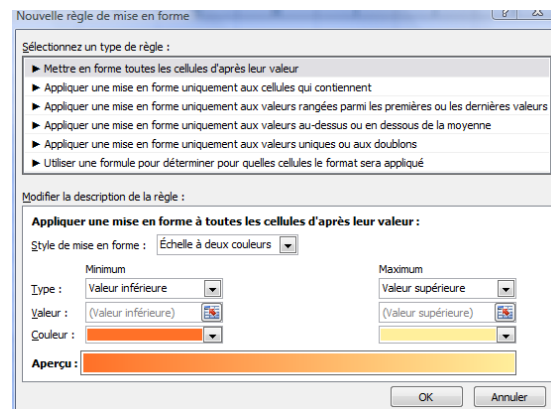 Nouvelle règle de mise en forme
Sélectionnez un type de règle :
► Mettre en forme toutes les cellules d'après leur valeur
► Appliquer une mise en forme uniquement aux cellules qui contiennent
► Appliquer une mise en forme uniquement aux valeurs rangées parmi les premières ou les dernières valeurs
► Appliquer une mise en forme uniquement aux valeurs au-dessus ou en dessous de la moyenne
► Appliquer une mise en forme uniquement aux valeurs uniques ou aux doublons
► Utiliser une formule pour déterminer pour quelles cellules le format sera appliqué
Modifier la description de la règle :
Appliquer une mise en forme à toutes les cellules d'après leur valeur :
Style de mise en forme : Échelle à deux couleurs
Minimum Maximum
Type : Valeur inférieure Valeur supérieure
Valeur : (Valeur inférieure) (Valeur supérieure)
Couleur :
Aperçu :
OK Annuler